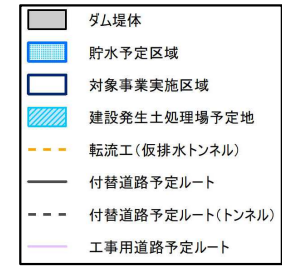 ダム堤体
貯水予定区域
対象事業実施区域
建設発生土処理場予定地
転流工(仮排水トンネル)
付替道路予定ルート
付替道路予定ルート(トンネル)
工事用道路予定ルート